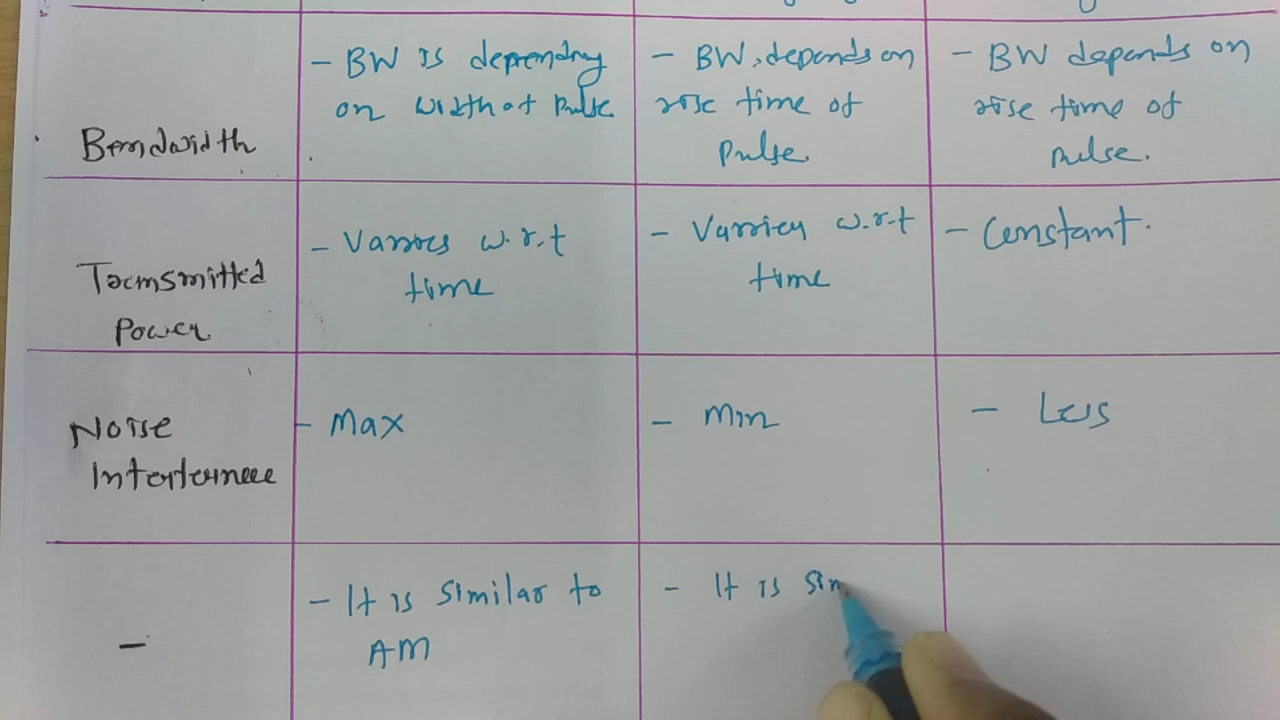 - BW is depending
on width of pulse
- BW depends on
rise time of
pulse.
- BW depends on
rise time of
pulse.
Bandwidth
- Varries w.r.t
time
- Varries w.r.t
time
- Constant.
Transmitted
Power
- Max
- Min
- Less
Noise
Interference
- It is similar to
AM
- It is sim
-